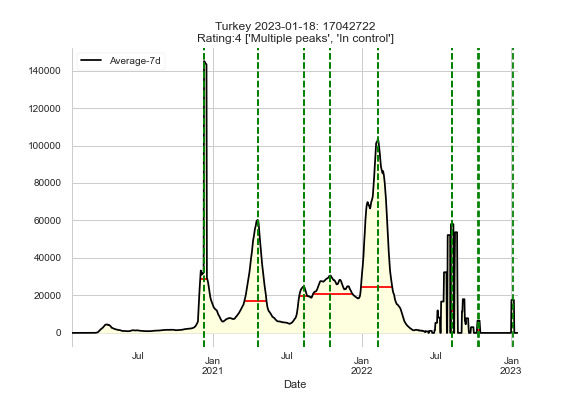 Turkey 2023-01-18: 17042722
Rating:4 ['Multiple peaks', 'In control']
Average-7d
140000
120000
100000
80000
60000
40000
20000
0
Jul
Jan
2021
Jul
Jan
2022
Jul
Jan
2023
Date